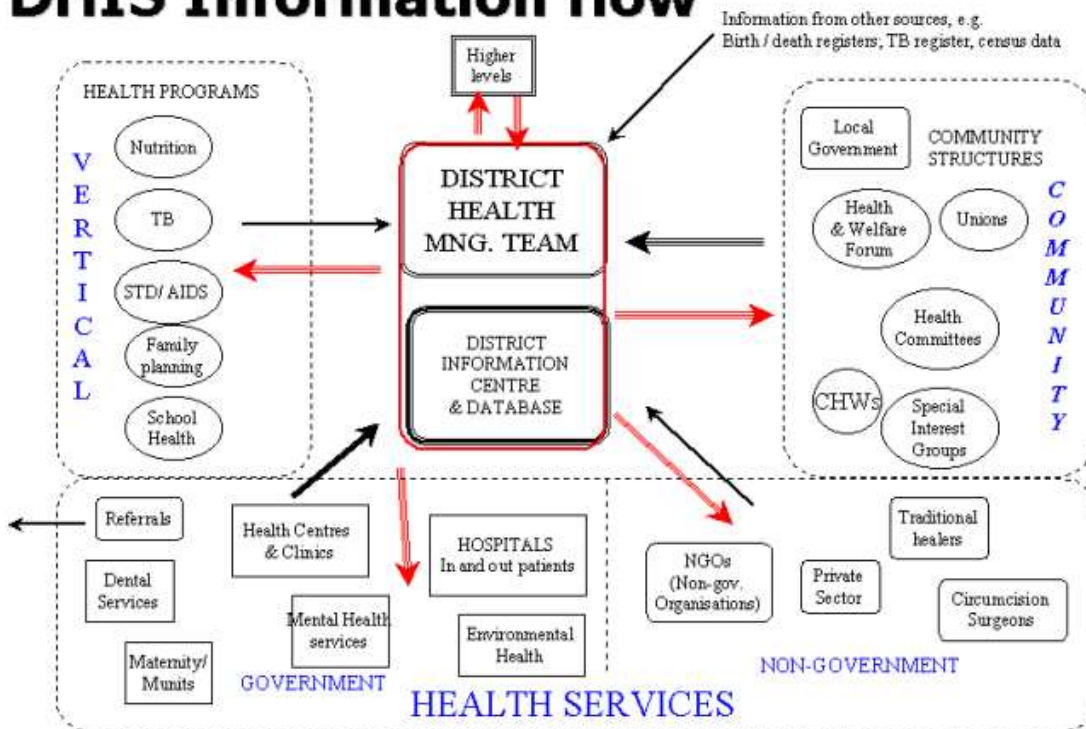 DHIS Information flow
Information from other sources, e.g.
Birth / death registers, TB register, census data
Higher
levels
HEALTH PROGRAMS
VERTICAL
Nutrition
TB
STD/ AIDS
Family
planning
School
Health
DISTRICT
HEALTH
MNG. TEAM
DISTRICT
INFORMATION
CENTRE
& DATABASE
Local
Government
COMMUNITY
STRUCTURES
COMMUNITY
Health
& Welfare
Forum
Unions
Health
Committees
CHWs
Special
Interest
Groups
Referrals
Health Centres
& Clinics
HOSPITALS
In and out patients
Dental
Services
Mental Health
services
Environmental
Health
Maternity/
Munits
GOVERNMENT
NGOs
(Non-gov.
Organisations)
Private
Sector
Traditional
healers
Circumcision
Surgeons
NON-GOVERNMENT
HEALTH SERVICES